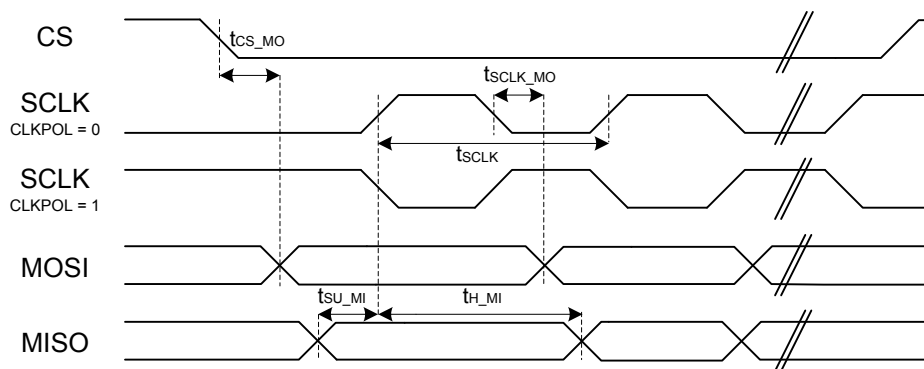 CS
tCS_MO
tSCLK_MO
SCLK
CLKPOL = 0
tSCLK
SCLK
CLKPOL = 1
MOSI
tSU_MI
tH_MI
MISO